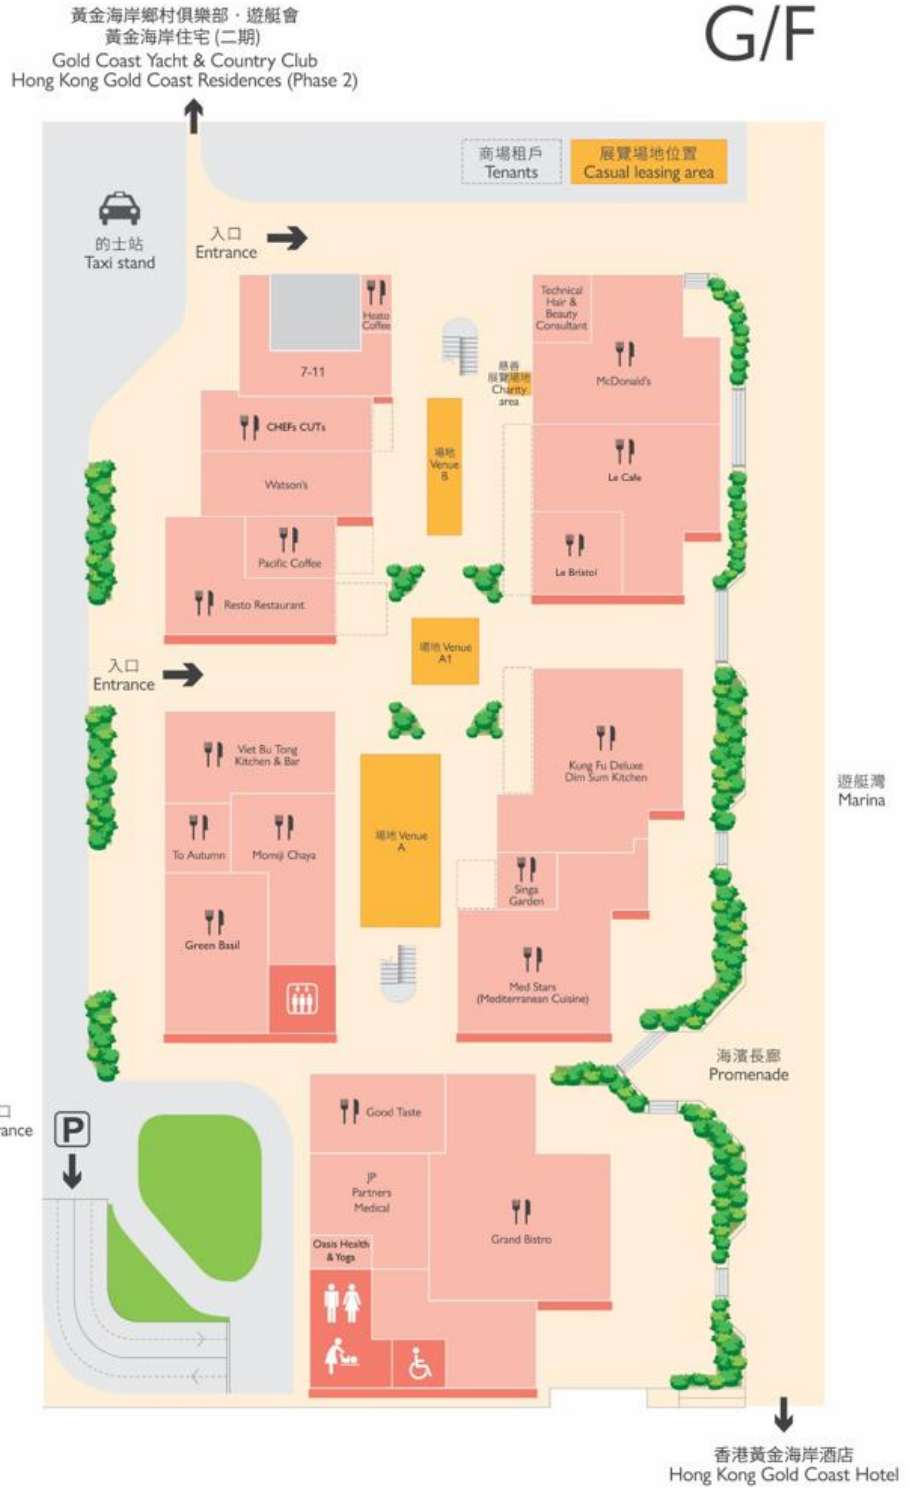 黃金海岸鄉村俱樂部．遊艇會
黃金海岸住宅 (二期)
Gold Coast Yacht & Country Club
Hong Kong Gold Coast Residences (Phase 2)
G/F
商場租戶
Tenants
展覽場地位置
Casual leasing area
的士站
Taxi stand
入口
Entrance
Heato
Coffee
7-11
CHEFs CUTs
Watson's
Pacific Coffee
Resto Restaurant
Technical
Hair &
Beauty
Consultant
McDonald's
慈善
展覽場地
Charity
area
場地
Venue
B
Le Cafe
Le Bristol
場地 Venue
A1
入口
Entrance
Viet Bu Tong
Kitchen & Bar
To Autumn
Momiji Chaya
Green Basil
場地 Venue
A
Kung Fu Deluxe
Dim Sum Kitchen
Singa
Garden
Med Stars
(Mediterranean Cuisine)
遊艇灣
Marina
海濱長廊
Promenade
口
rance
P
Good Taste
JP
Partners
Medical
Oasis Health
& Yoga
Grand Bistro
香港黃金海岸酒店
Hong Kong Gold Coast Hotel